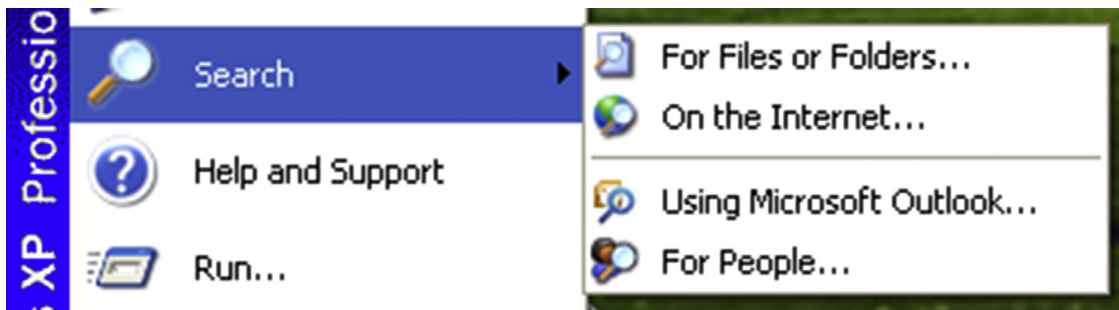 s XP Professio
Search
Help and Support
Run...
For Files or Folders...
On the Internet...
Using Microsoft Outlook...
For People...